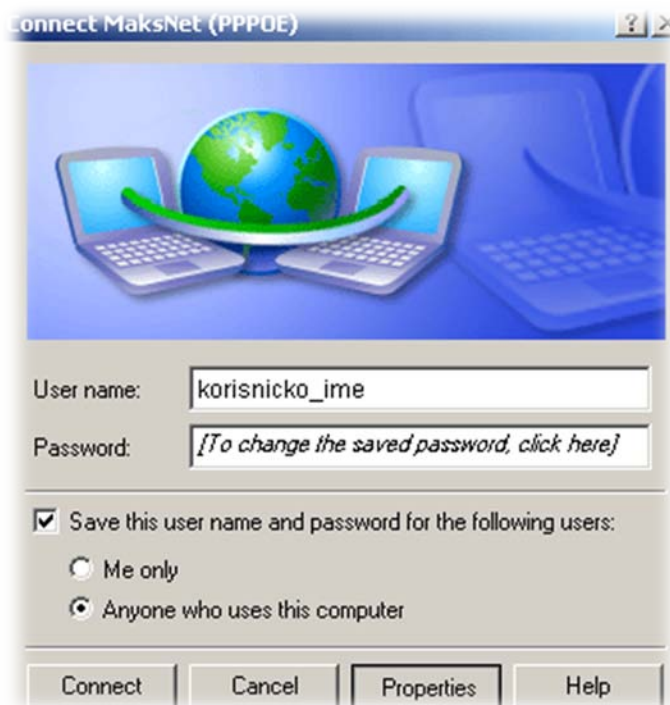 Connect MaksNet (PPPOE)
User name: korisnicko_ime
Password: [To change the saved password, click here]
Save this user name and password for the following users:
Me only
Anyone who uses this computer
Connect Cancel Properties Help